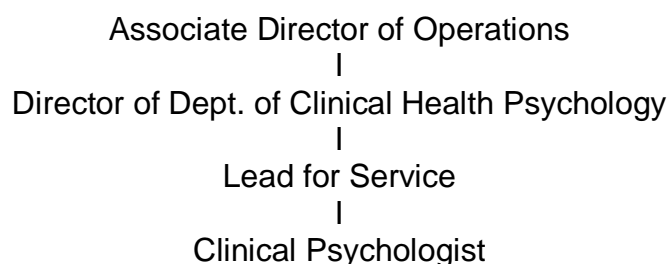 Associate Director of Operations
Director of Dept. of Clinical Health Psychology
Lead for Service
Clinical Psychologist